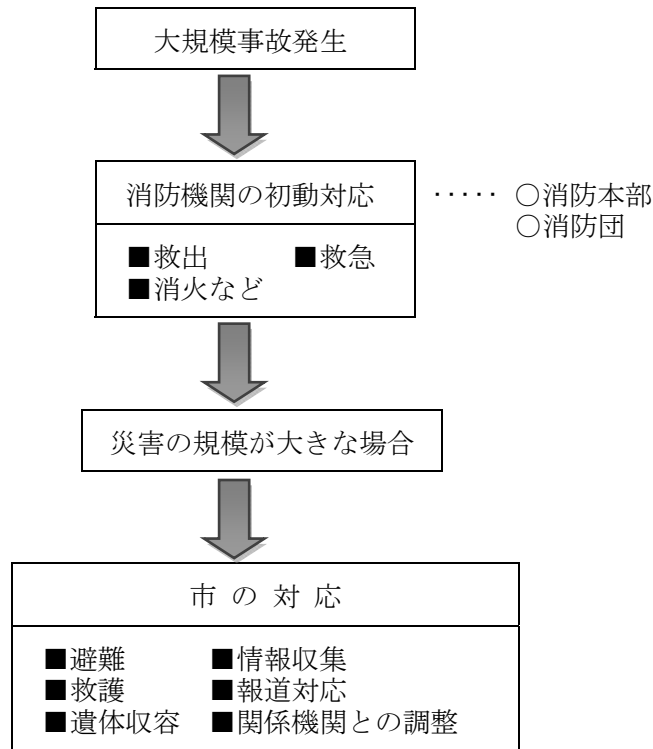 大規模事故発生
消防機関の初動対応 ‥‥‥ ○消防本部
○消防団
■救出 ■救急
■消火など
災害の規模が大きな場合
市 の 対 応
■避難 ■情報収集
■救護 ■報道対応
■遺体収容 ■関係機関との調整